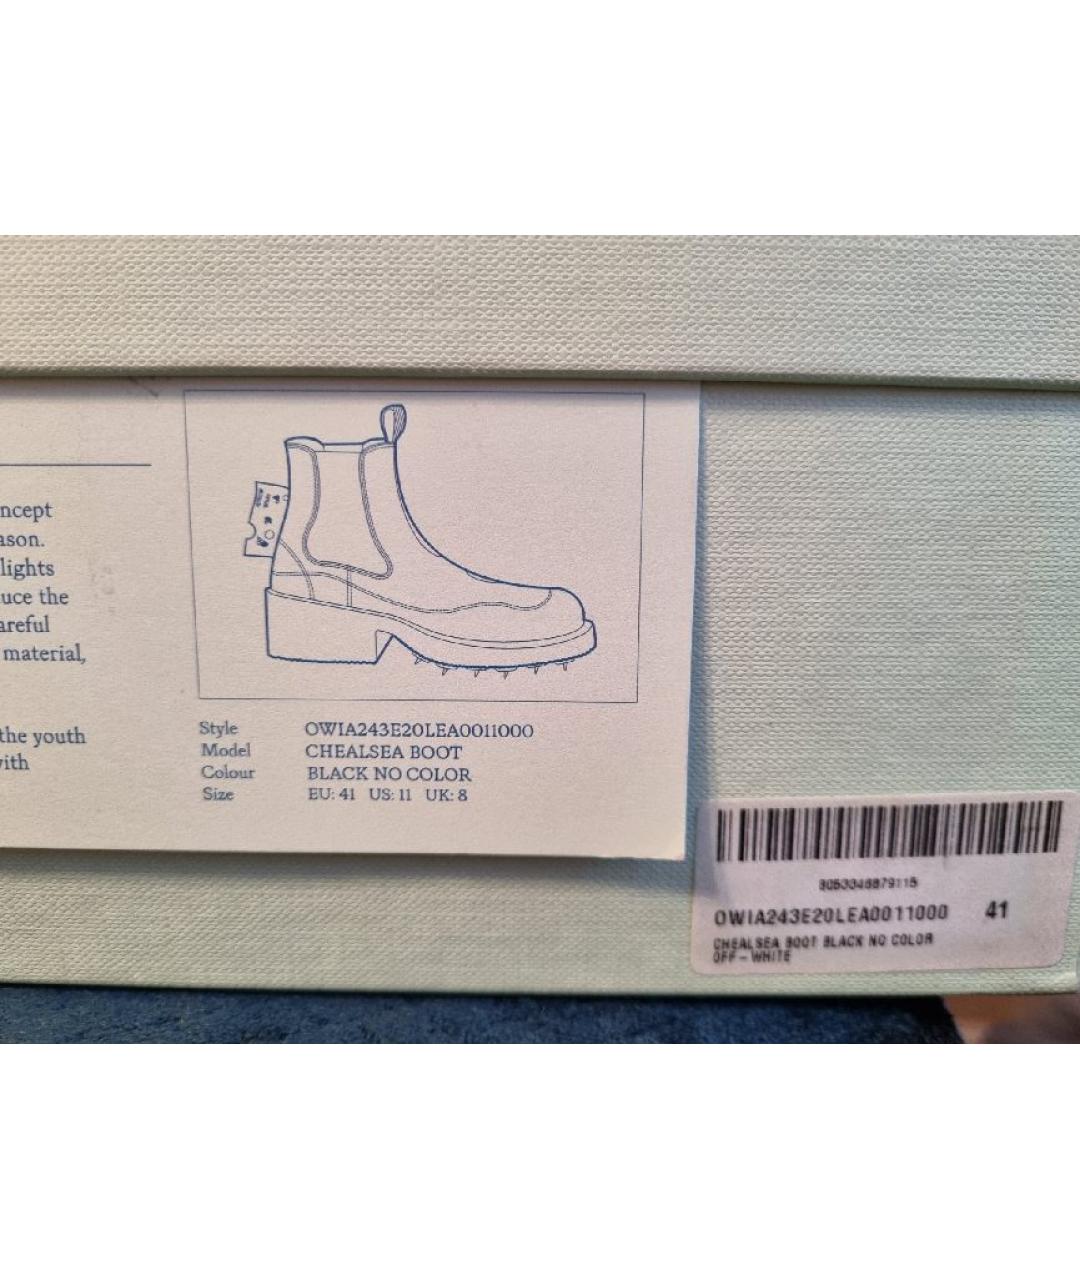 ncept
ason.
lights
uce the
areful
material,
the youth
with
Style OWIA243E20LEA0011000
Model CHEALSEA BOOT
Colour BLACK NO COLOR
Size EU: 41 US: 11 UK: 8
OWIA243E20LEA0011000 41
CHEALSEA BOOT BLACK NO COLOR
OFF-WHITE